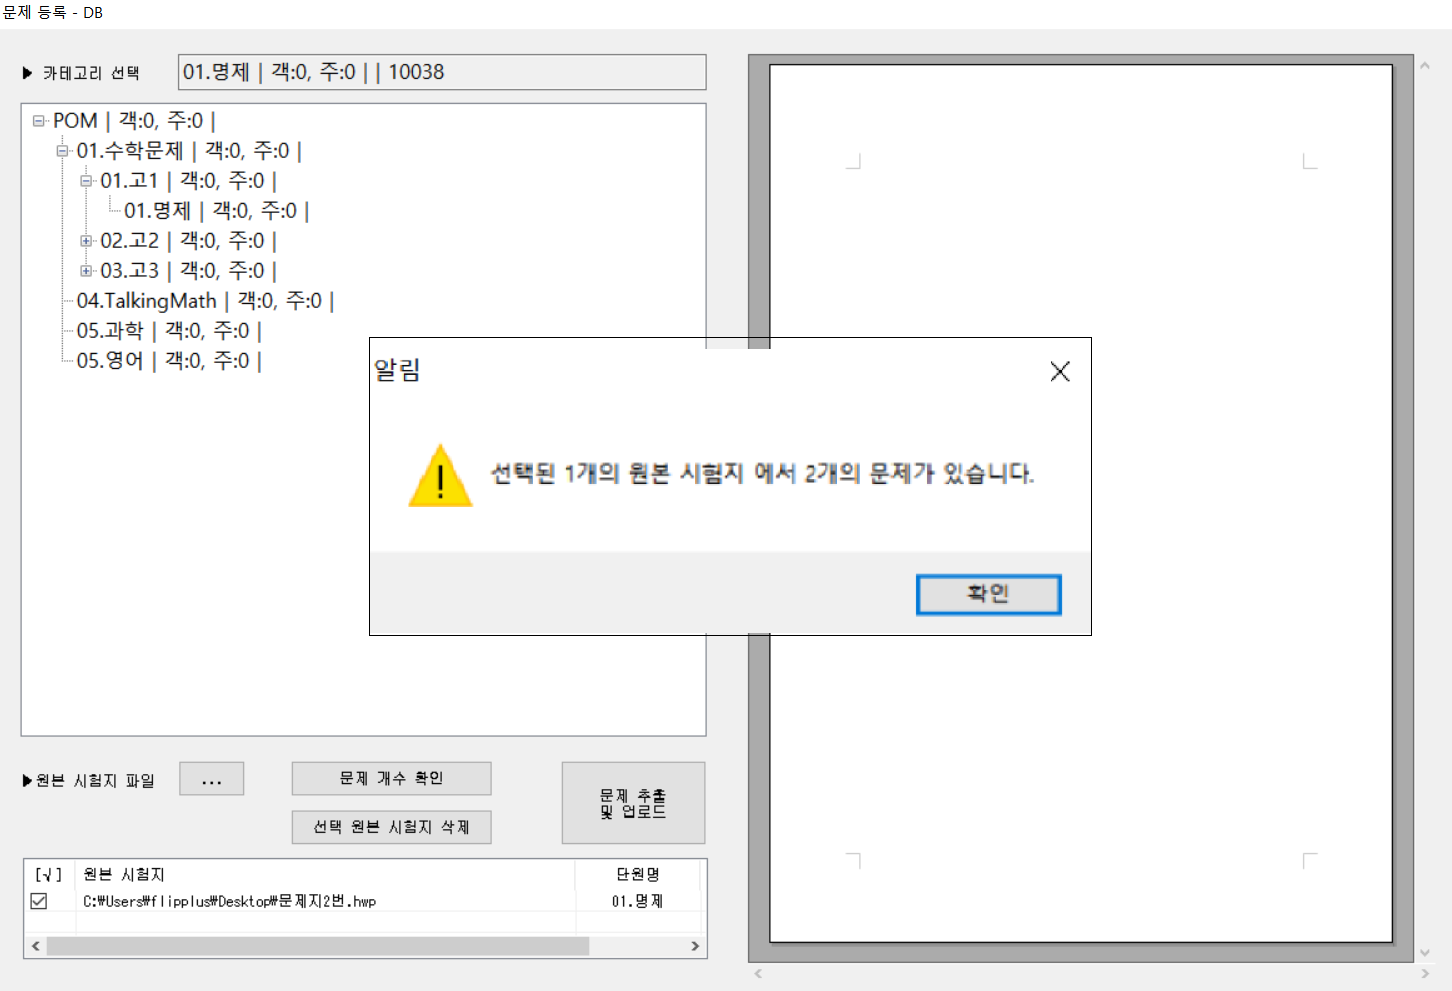 문제 등록 - DB
▶ 카테고리 선택
01.명제 | 객:0, 주:0 | | 10038
POM | 객:0, 주:0 |
01.수학문제 | 객:0, 주:0 |
01.고1 | 객:0, 주:0 |
01.명제 | 객:0, 주:0 |
02.고2 | 객:0, 주:0 |
03.고3 | 객:0, 주:0 |
04.TalkingMath | 객:0, 주:0 |
05.과학 | 객:0, 주:0 |
05.영어 | 객:0, 주:0 |
알림
선택된 1개의 원본 시험지 에서 2개의 문제가 있습니다.
확인
▶원본 시험지 파일
...
문제 개수 확인
선택 원본 시험지 삭제
문제 추출
및 업로드
[√] 원본 시험지 단원명
C:₩Users₩flipplus₩Desktop₩문제지2번.hwp 01.명제